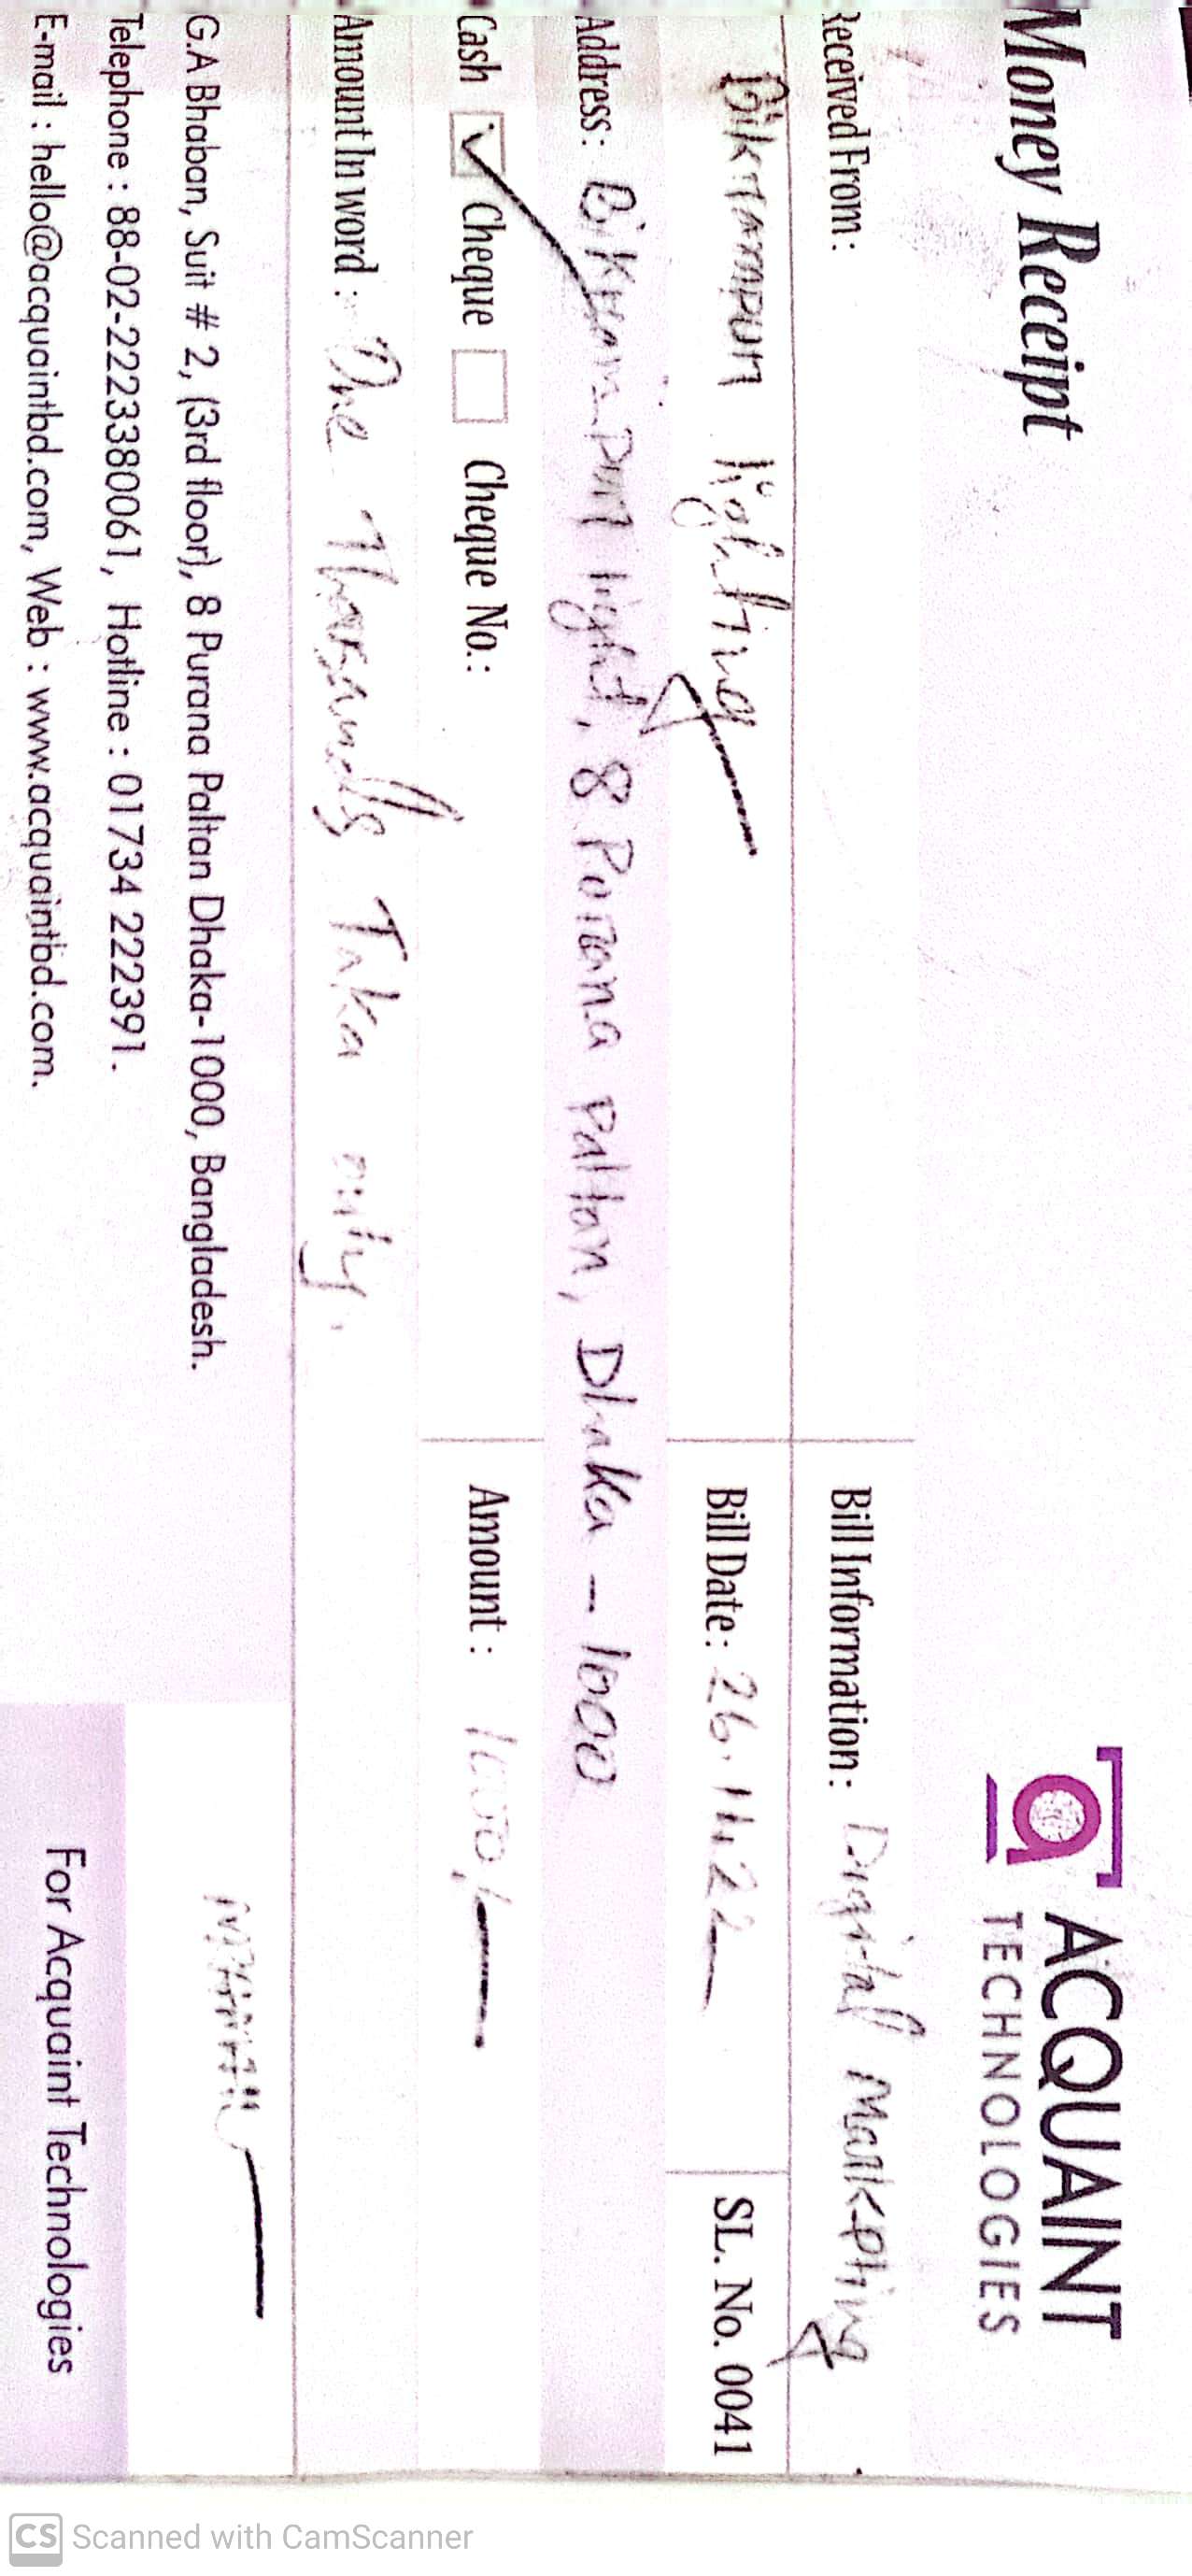 Money Receipt
ACQUAINT
TECHNOLOGIES
Received From:
Bill Information: Digital Marketing
Bikrampur Lighting
Bill Date: 26.11.22
SL. No. 0041
Address: Bikrampur light, 8 Porana Paltan, Dhaka - 1000
Cash Cheque Cheque No.:
Amount: 1000/-
Amount In word: One Thousands Taka only.
G.A Bhaban, Suit # 2, (3rd floor), 8 Purana Paltan Dhaka-1000, Bangladesh.
Telephone : 88-02-223380061, Hotline : 01734 222391.
E-mail : hello@acquaintbd.com, Web : www.acquaintbd.com.
For Acquaint Technologies
CS Scanned with CamScanner